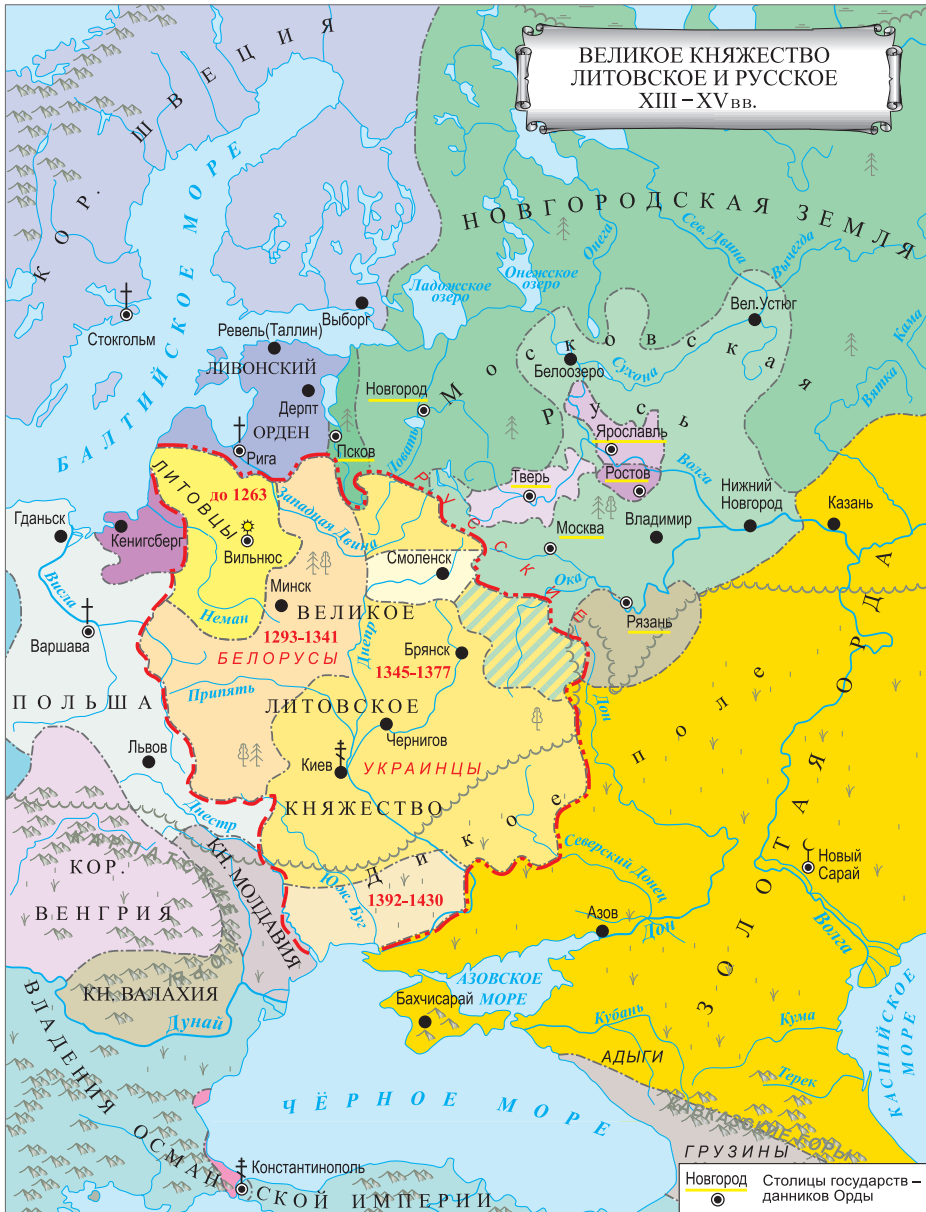 ВЕЛИКОЕ КНЯЖЕСТВО
ЛИТОВСКОЕ И РУССКОЕ
XIII – XV вв.
КОР. ШВЕЦИЯ
НОВГОРОДСКАЯ ЗЕМЛЯ
БАЛТИЙСКОЕ МОРЕ
Онега
Сев. Двина
Вычегда
Ладожское
озеро
Онежское
озеро
Кама
Вятка
Стокгольм
Выборг
Вел.Устюг
Ревель(Таллин)
Московская
Русь
Белоозеро
Сухона
ЛИВОНСКИЙ
ОРДЕН
Дерпт
Новгород
Рига
Псков
Ловать
Ярославль
Ростов
Тверь
Волга
Нижний
Новгород
Казань
ЛИТОВЦЫ
до 1263
Западная Двина
РУССКИЕ
Гданьск
Кенигсберг
Вильнюс
Москва
Владимир
Висла
Минск
Смоленск
Ока
Рязань
Неман
ВЕЛИКОЕ
Днепр
Варшава
1293-1341
БЕЛОРУСЫ
Брянск
1345-1377
Дон
Припять
ПОЛЬША
ЛИТОВСКОЕ
Чернигов
Львов
Киев
УКРАИНЦЫ
КНЯЖЕСТВО
Дикое поле
ЗОЛОТАЯ ОРДА
Днестр
КАРПАТСКИЕ ГОРЫ
КОР.
ВЕНГРИЯ
КН. МОЛДАВИЯ
Юж. Буг
1392-1430
Северский Донец
Новый
Сарай
Азов
Дон
Волга
КН. ВАЛАХИЯ
Дунай
АЗОВСКОЕ
МОРЕ
Бахчисарай
Кубань
Кума
КАСПИЙСКОЕ
МОРЕ
АДЫГИ
Терек
КАВКАЗСКИЕ ГОРЫ
ГРУЗИНЫ
ЧЁРНОЕ МОРЕ
ВЛАДЕНИЯ
ОСМАНСКОЙ ИМПЕРИИ
Константинополь
Новгород
Столицы государств –
данников Орды